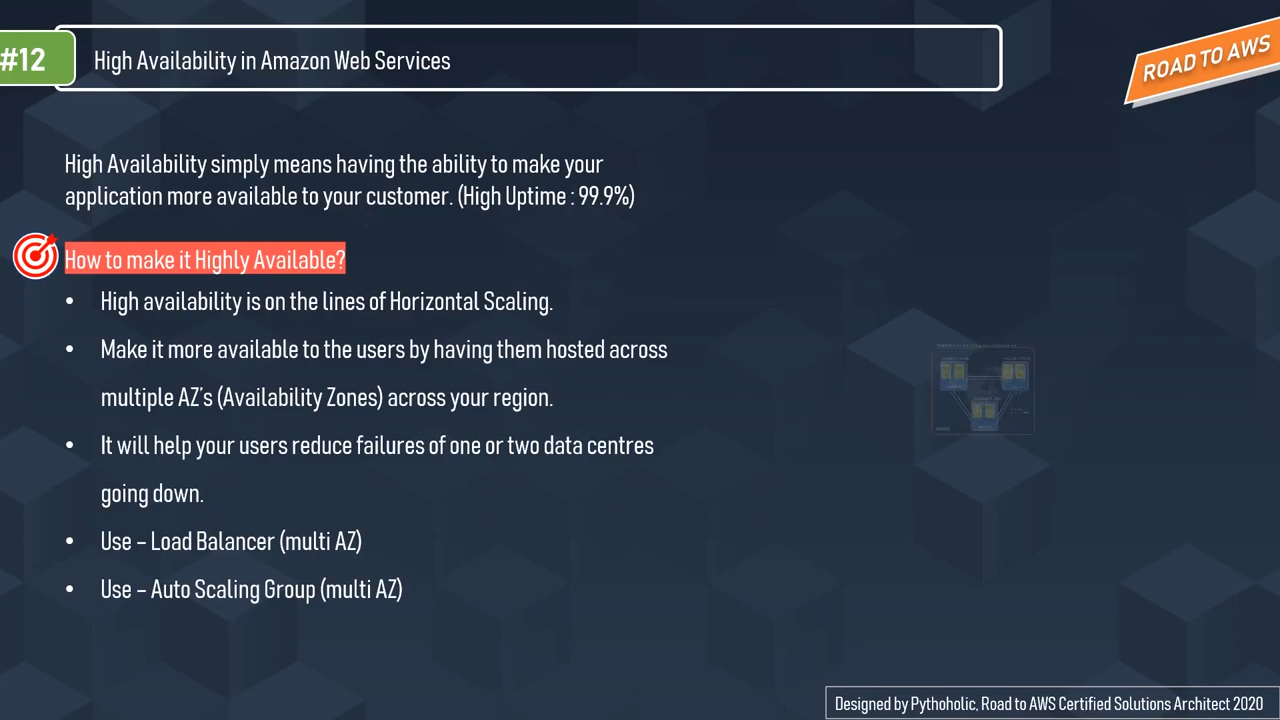 #12
High Availability in Amazon Web Services
ROAD TO AWS
High Availability simply means having the ability to make your
application more available to your customer. (High Uptime : 99.9%)
How to make it Highly Available?
• High availability is on the lines of Horizontal Scaling.
• Make it more available to the users by having them hosted across
multiple AZ's (Availability Zones) across your region.
• It will help your users reduce failures of one or two data centres
going down.
• Use – Load Balancer (multi AZ)
• Use – Auto Scaling Group (multi AZ)
Designed by Pythoholic, Road to AWS Certified Solutions Architect 2020